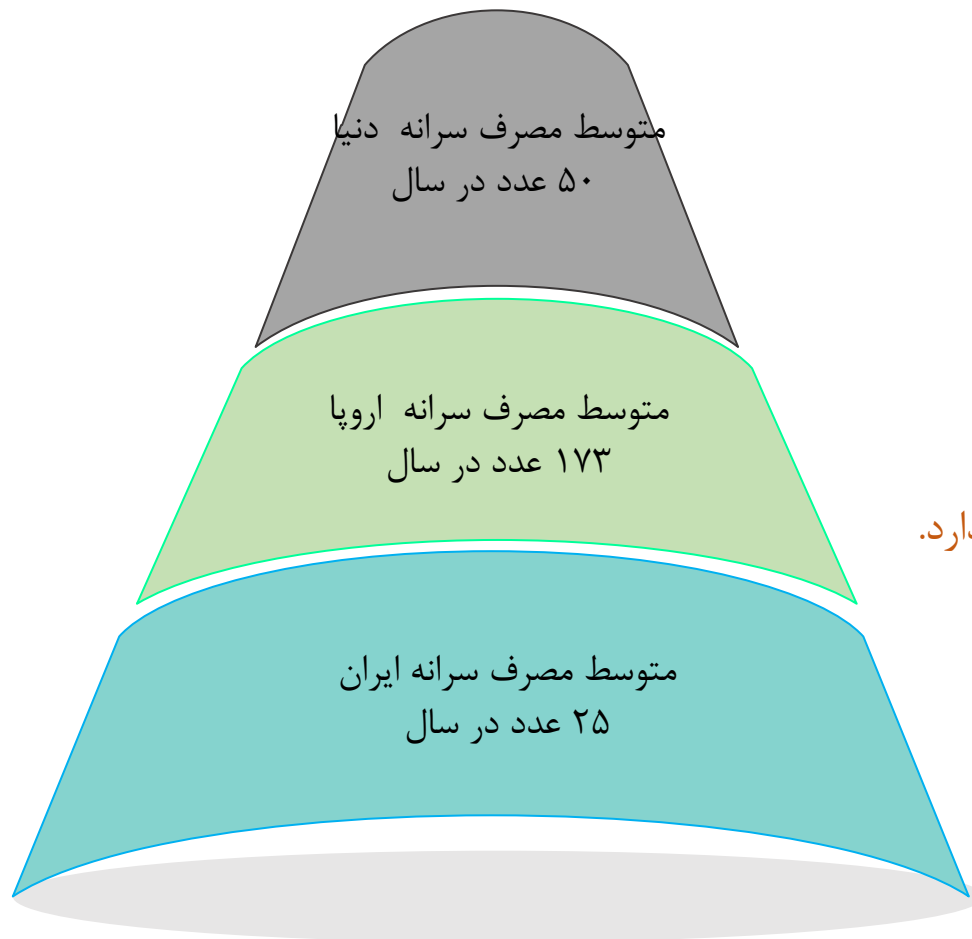 متوسط مصرف سرانه دنیا
۵۰ عدد در سال
متوسط مصرف سرانه اروپا
۱۷۳ عدد در سال
متوسط مصرف سرانه ایران
۲۵ عدد در سال